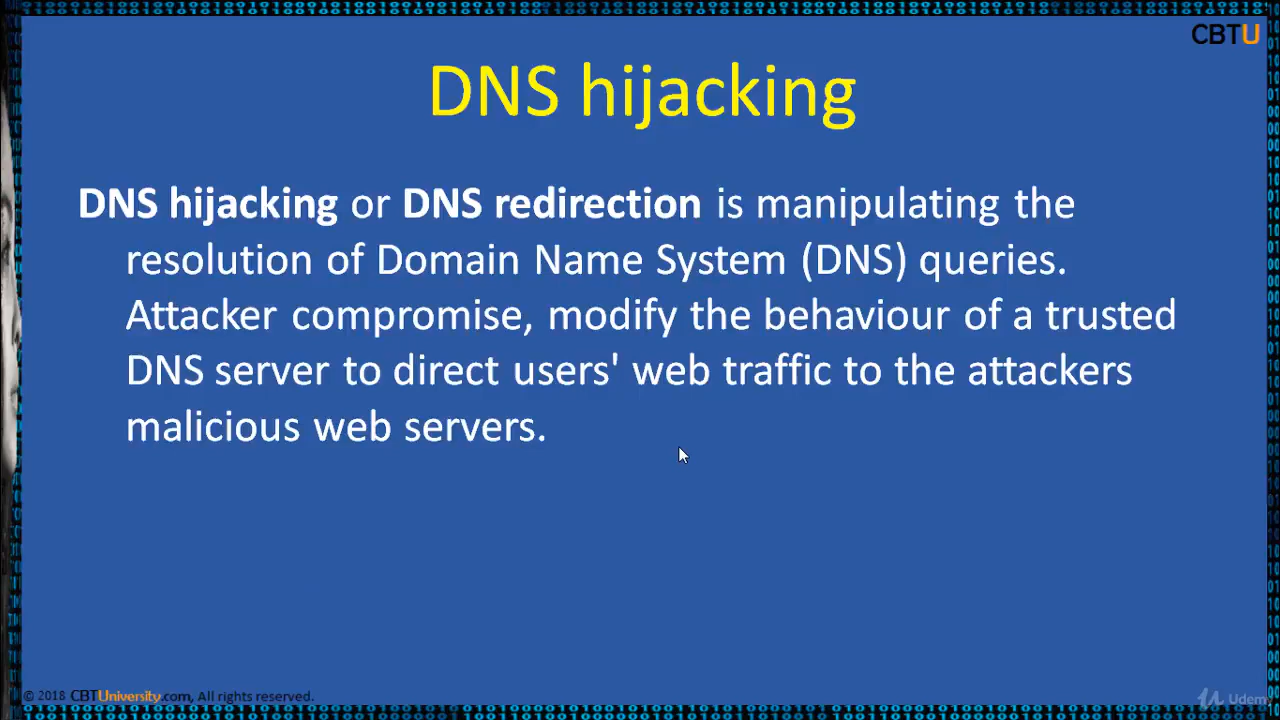 CBTU
DNS hijacking
DNS hijacking or DNS redirection is manipulating the
resolution of Domain Name System (DNS) queries.
Attacker compromise, modify the behaviour of a trusted
DNS server to direct users' web traffic to the attackers
malicious web servers.
© 2018 CBTUniversity.com, All rights reserved.
Udemy